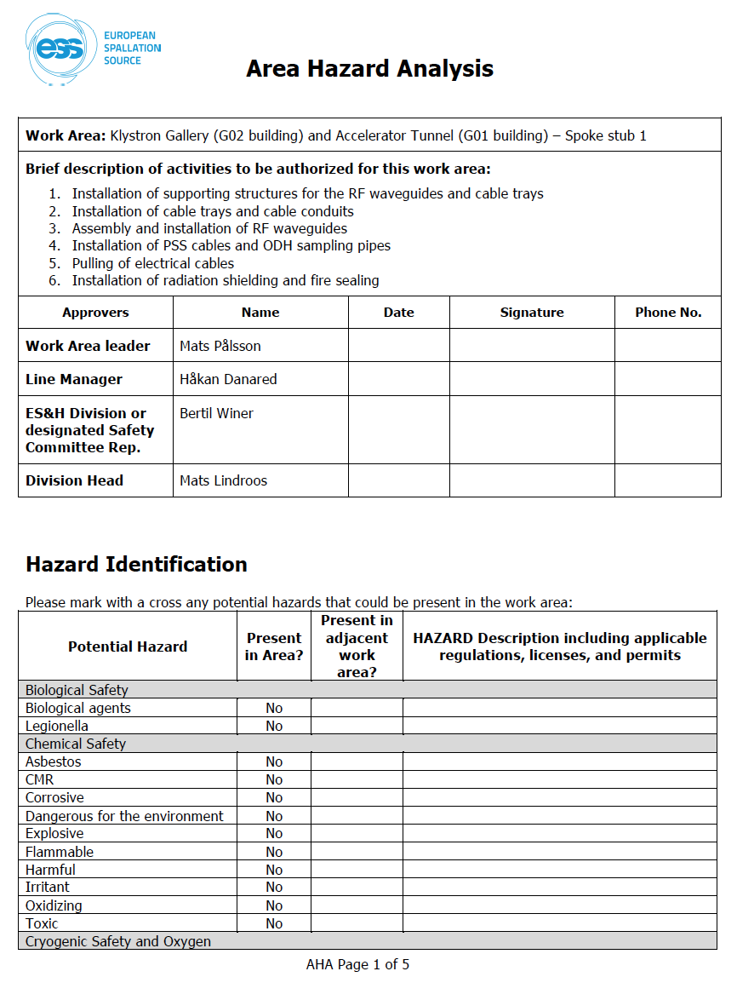 ess
EUROPEAN
SPALLATION
SOURCE
Area Hazard Analysis
Work Area: Klystron Gallery (G02 building) and Accelerator Tunnel (G01 building) – Spoke stub 1
Brief description of activities to be authorized for this work area:
1. Installation of supporting structures for the RF waveguides and cable trays
2. Installation of cable trays and cable conduits
3. Assembly and installation of RF waveguides
4. Installation of PSS cables and ODH sampling pipes
5. Pulling of electrical cables
6. Installation of radiation shielding and fire sealing
Approvers Name Date Signature Phone No.
Work Area leader Mats Pålsson
Line Manager Håkan Danared
ES&H Division or Bertil Winer
designated Safety
Committee Rep.
Division Head Mats Lindroos
Hazard Identification
Please mark with a cross any potential hazards that could be present in the work area:
Potential Hazard
Present
in Area?
Present in
adjacent
work
area?
HAZARD Description including applicable
regulations, licenses, and permits
Biological Safety
Biological agents No
Legionella No
Chemical Safety
Asbestos No
CMR No
Corrosive No
Dangerous for the environment No
Explosive No
Flammable No
Harmful No
Irritant No
Oxidizing No
Toxic No
Cryogenic Safety and Oxygen
AHA Page 1 of 5